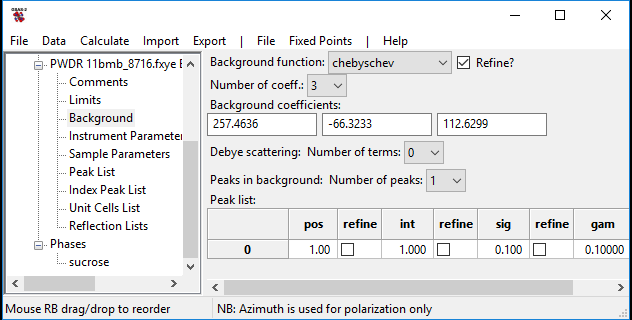 GSAS-2
File Data Calculate Import Export | File Fixed Points | Help
PWDR 11bmb_8716.fxye B
Comments
Limits
Background
Instrument Parameter
Sample Parameters
Peak List
Index Peak List
Unit Cells List
Reflection Lists
Phases
sucrose
Background function: chebyschev Refine?
Number of coeff.: 3
Background coefficients:
257.4636 -66.3233 112.6299
Debye scattering: Number of terms: 0
Peaks in background: Number of peaks: 1
Peak list:
pos refine int refine sig refine gam
0 1.00 1.000 0.100 0.10000
Mouse RB drag/drop to reorder NB: Azimuth is used for polarization only